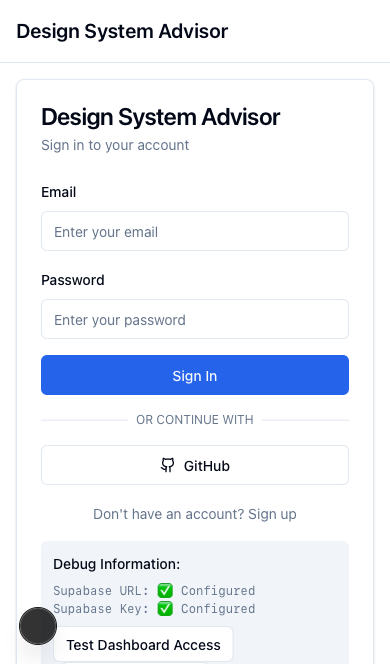 Design System Advisor
Design System Advisor
Sign in to your account
Email
Enter your email
Password
Enter your password
Sign In
OR CONTINUE WITH
GitHub
Don't have an account? Sign up
Debug Information:
Supabase URL: ✅ Configured
Supabase Key: ✅ Configured
Test Dashboard Access